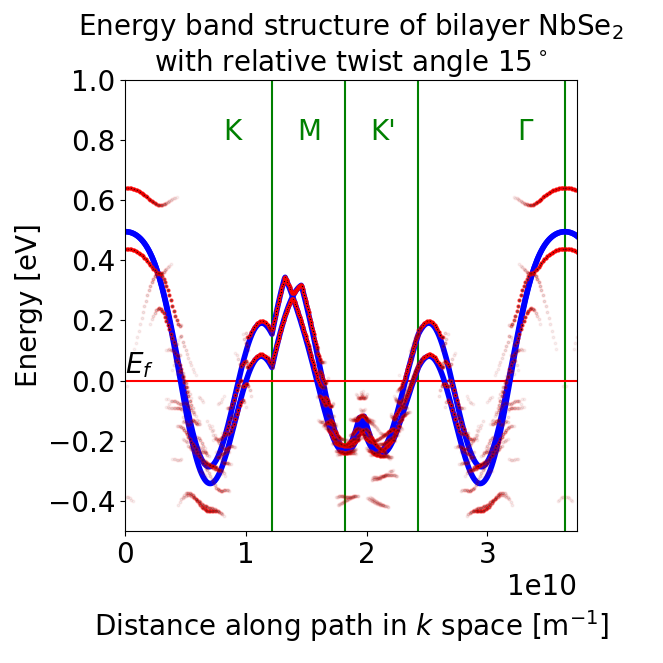 Energy band structure of bilayer NbSe₂
with relative twist angle 15°
Energy [eV]
1.0
0.8
0.6
0.4
0.2
0.0
−0.2
−0.4
K
M
K'
Γ
E_f
0
1
2
3
1e10
Distance along path in k space [m⁻¹]